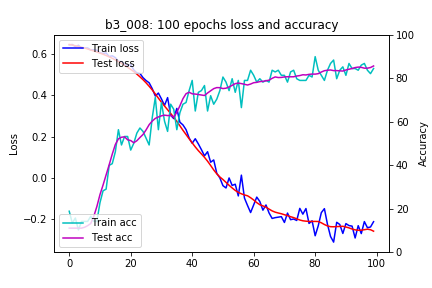 b3_008: 100 epochs loss and accuracy
Loss
0.6
0.4
0.2
0.0
−0.2
Train loss
Test loss
Train acc
Test acc
0
20
40
60
80
100
100
80
60
40
20
0
Accuracy